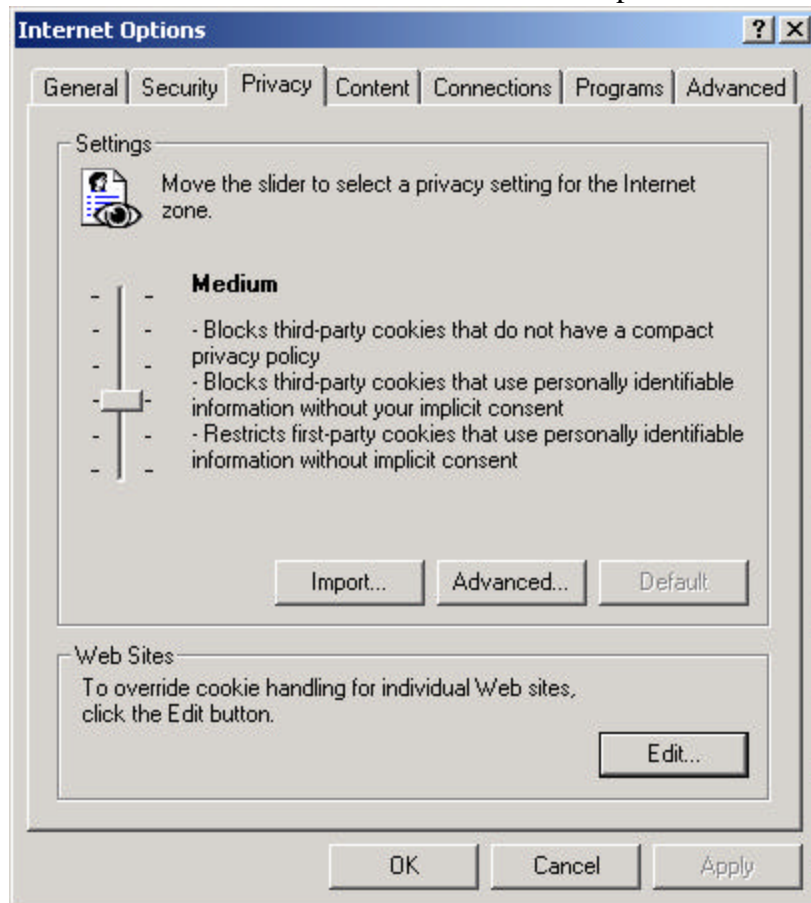 Internet Options
General Security Privacy Content Connections Programs Advanced
Settings
Move the slider to select a privacy setting for the Internet
zone.
Medium
- Blocks third-party cookies that do not have a compact
privacy policy
- Blocks third-party cookies that use personally identifiable
information without your implicit consent
- Restricts first-party cookies that use personally identifiable
information without implicit consent
Import... Advanced... Default
Web Sites
To override cookie handling for individual Web sites,
click the Edit button.
Edit...
OK Cancel Apply